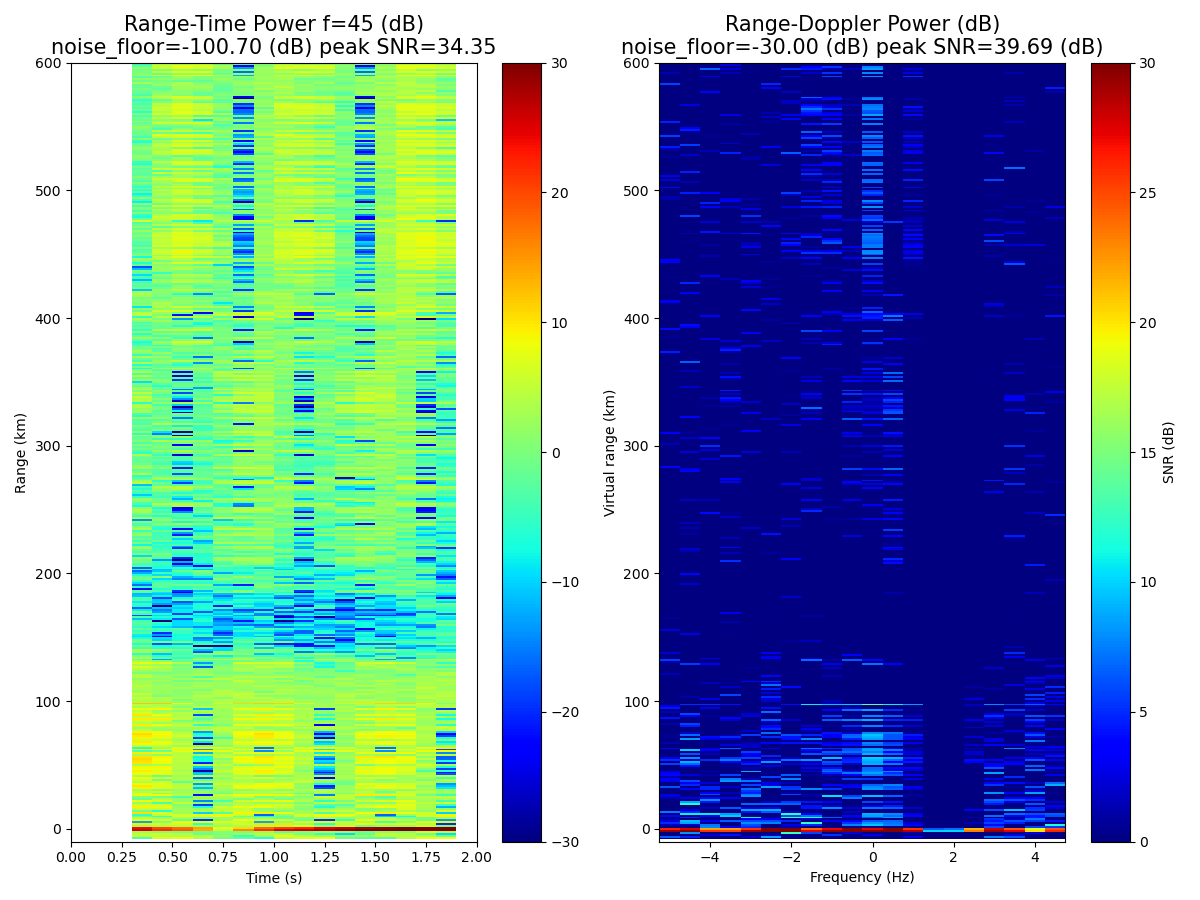 Range-Time Power f=45 (dB)
noise_floor=-100.70 (dB) peak SNR=34.35
Range (km)
600
500
400
300
200
100
0
0.00 0.25 0.50 0.75 1.00 1.25 1.50 1.75 2.00
Time (s)
30
20
10
0
−10
−20
−30
Range-Doppler Power (dB)
noise_floor=-30.00 (dB) peak SNR=39.69 (dB)
Virtual range (km)
600
500
400
300
200
100
0
−4 −2 0 2 4
Frequency (Hz)
30
25
20
15
10
5
0
SNR (dB)